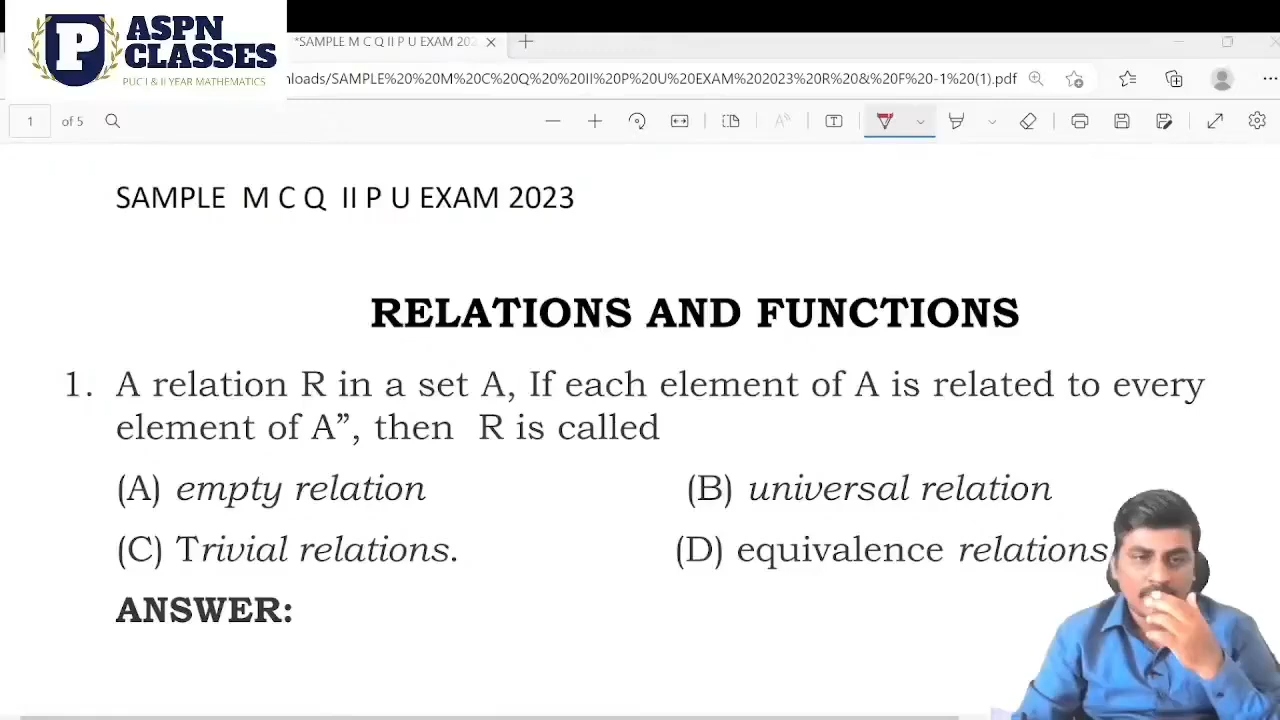 P
ASPN
CLASSES
PUC I & II YEAR MATHEMATICS
*SAMPLE M C Q II P U EXAM 202
nloads/SAMPLE%20%20M%20C%20Q%20%20II%20P%20U%20EXAM%202023%20R%20&%20F%20-1%20(1).pdf
1 of 5
SAMPLE M C Q II P U EXAM 2023
RELATIONS AND FUNCTIONS
1. A relation R in a set A, If each element of A is related to every
element of A”, then R is called
(A) empty relation (B) universal relation
(C) Trivial relations. (D) equivalence relations
ANSWER: